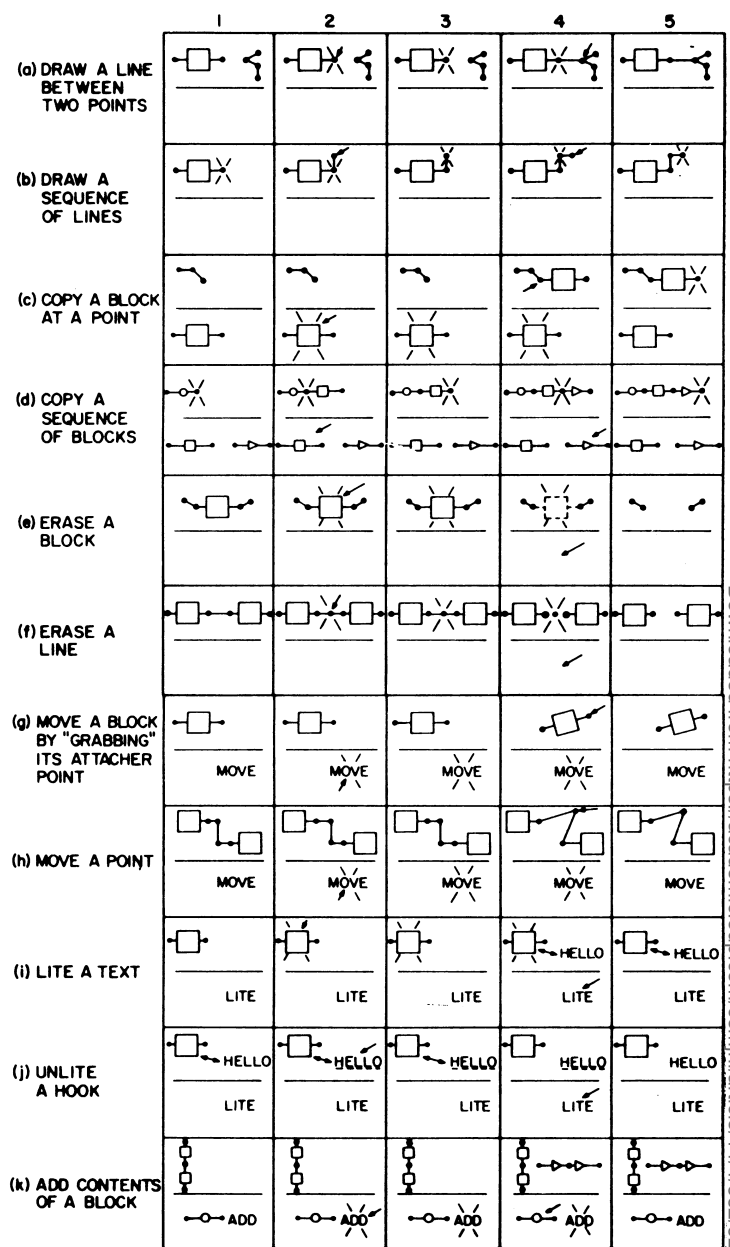 1 2 3 4 5
(a) DRAW A LINE
BETWEEN
TWO POINTS
(b) DRAW A
SEQUENCE
OF LINES
(c) COPY A BLOCK
AT A POINT
(d) COPY A
SEQUENCE
OF BLOCKS
(e) ERASE A
BLOCK
(f) ERASE A
LINE
(g) MOVE A BLOCK
BY "GRABBING"
ITS ATTACHER
POINT
MOVE MOVE MOVE MOVE MOVE
(h) MOVE A POINT
MOVE MOVE MOVE MOVE MOVE
(i) LITE A TEXT
HELLO HELLO
LITE LITE LITE LITE LITE
(j) UNLITE
A HOOK
HELLO HELLO HELLO HELLO HELLO
LITE LITE LITE LITE LITE
(k) ADD CONTENTS
OF A BLOCK
ADD ADD ADD ADD ADD